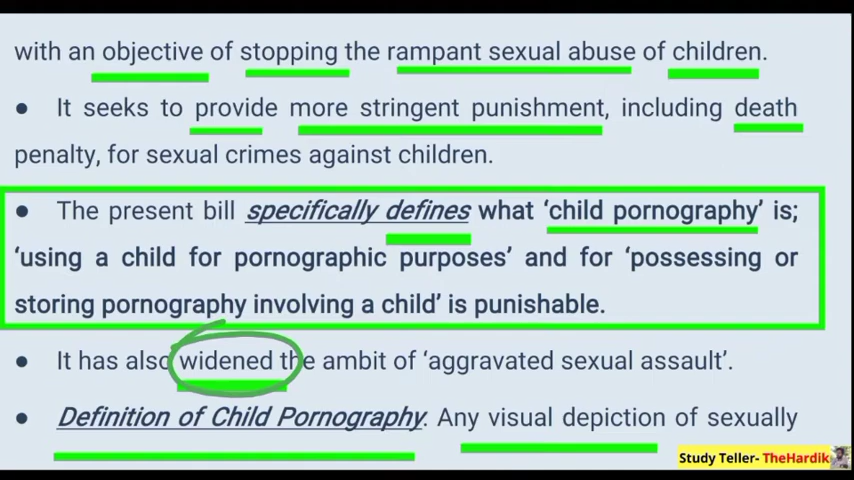 with an objective of stopping the rampant sexual abuse of children.
● It seeks to provide more stringent punishment, including death
penalty, for sexual crimes against children.
● The present bill specifically defines what ‘child pornography’ is;
‘using a child for pornographic purposes’ and for ‘possessing or
storing pornography involving a child’ is punishable.
● It has also widened the ambit of ‘aggravated sexual assault’.
● Definition of Child Pornography. Any visual depiction of sexually
Study Teller- TheHardik